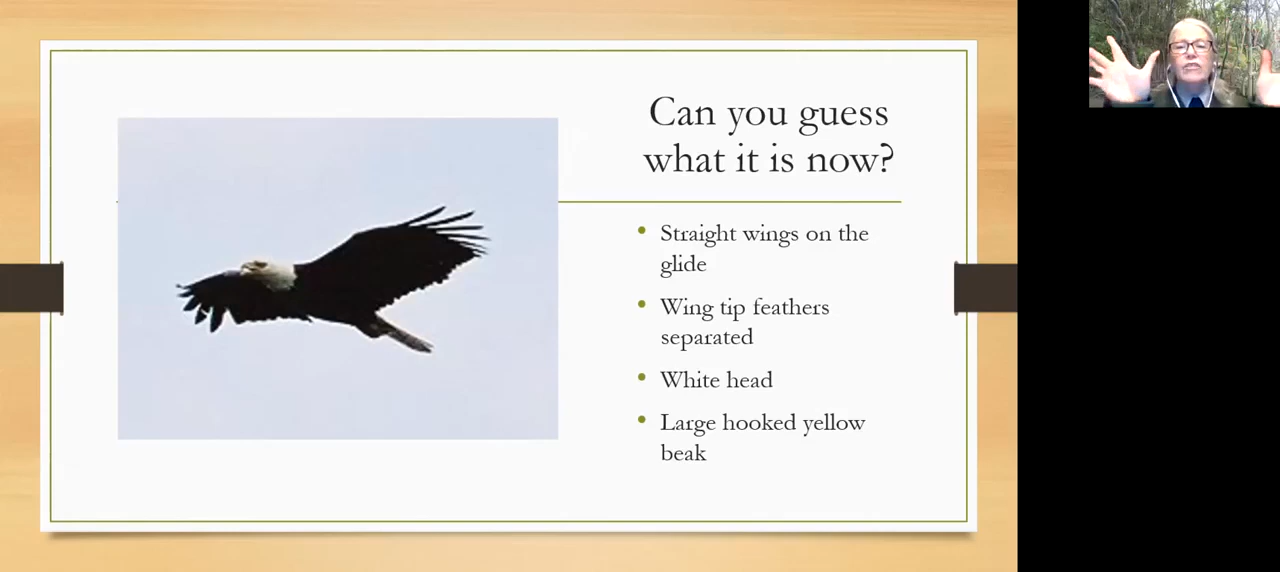 Can you guess
what it is now?
Straight wings on the
glide
Wing tip feathers
separated
White head
Large hooked yellow
beak